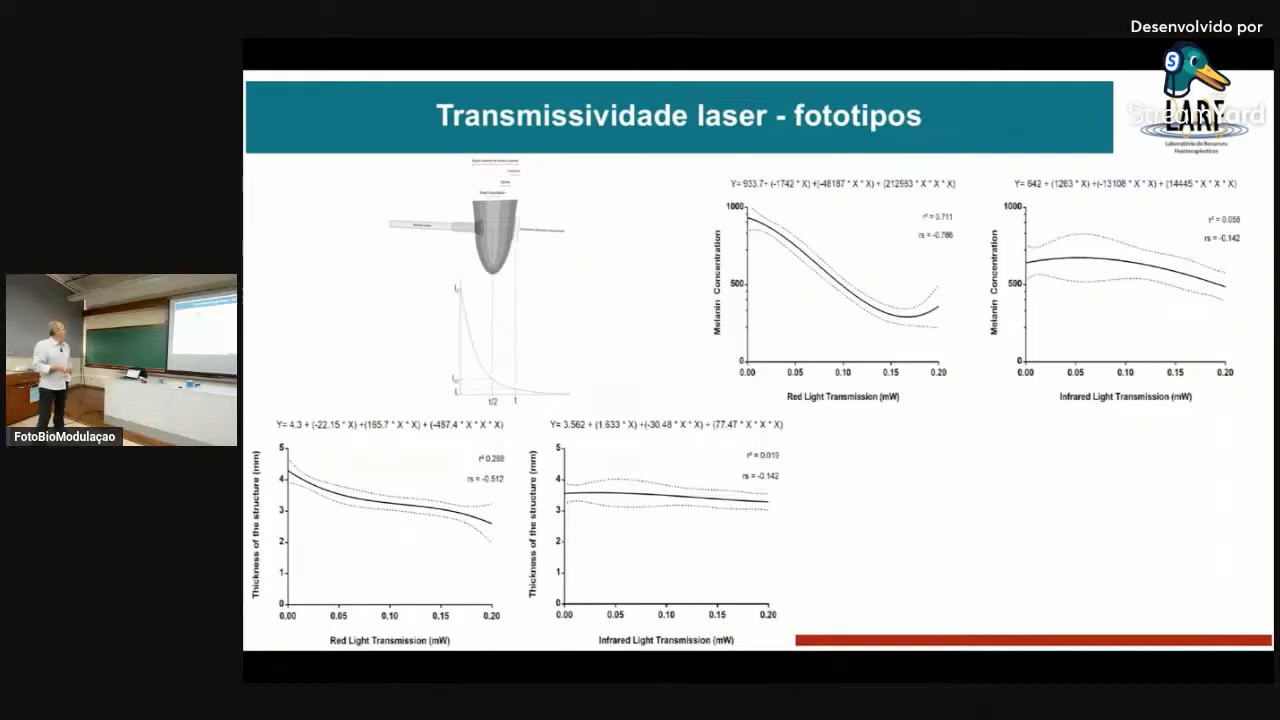 Desenvolvido por
StreamYard
Transmissividade laser - fototipos
LARF
Laboratório de Recursos
Fisioterapêuticos
Y= 933.7+ (-1742 * X) +(-48187 * X * X) + (212983 * X * X * X)
r²= 0.711
rs = -0.786
1000
500
0
Melanin Concentration
0.00 0.05 0.10 0.15 0.20
Red Light Transmission (mW)
Y= 642 + (1263 * X) +(-13108 * X * X) + (14445 * X * X * X)
r²= 0.058
rs = -0.142
1000
500
0
Melanin Concentration
0.00 0.05 0.10 0.15 0.20
Infrared Light Transmission (mW)
t/2 t
FotoBioModulaçao
Y= 4.3 + (-22.15 * X) +(165.7 * X * X) + (-487.4 * X * X * X)
r² 0.268
rs = -0.512
5
4
3
2
1
0
Thickness of the structure (mm)
0.00 0.05 0.10 0.15 0.20
Red Light Transmission (mW)
Y= 3.562 + (1.633 * X) +(-30.48 * X * X) + (77.47 * X * X * X)
r²= 0.019
rs = -0.142
5
4
3
2
1
0
Thickness of the structure (mm)
0.00 0.05 0.10 0.15 0.20
Infrared Light Transmission (mW)